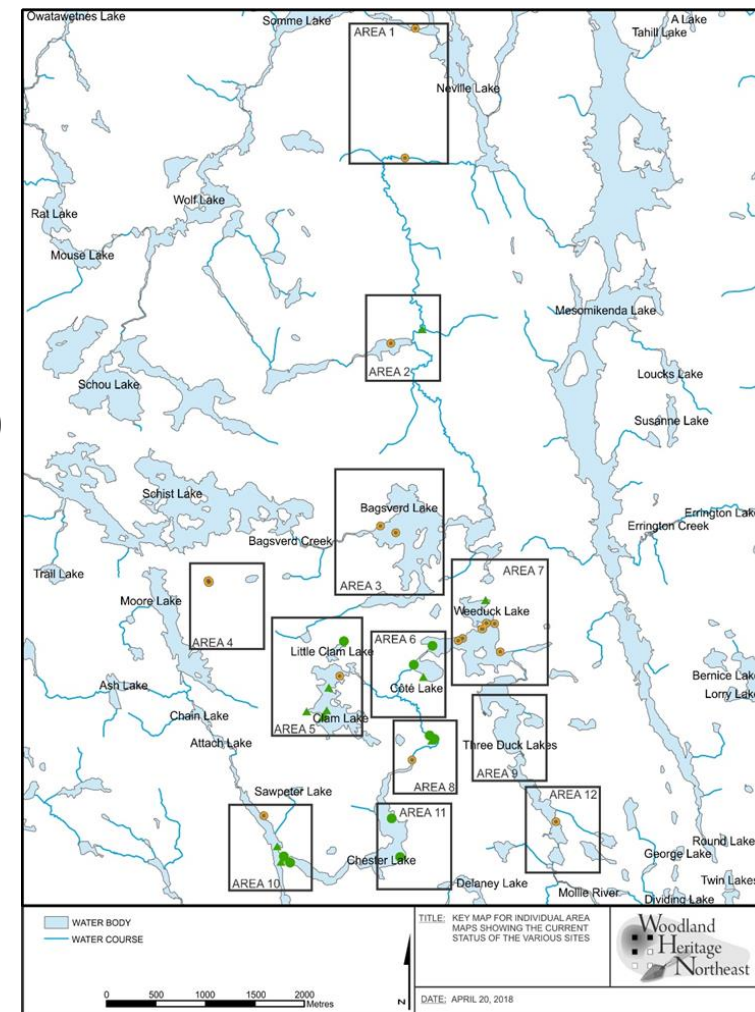 Owatawetnes Lake
Somme Lake
A Lake
Tahill Lake
AREA 1
Neville Lake
Wolf Lake
Rat Lake
Mouse Lake
Mesomikenda Lake
AREA 2
Loucks Lake
Schou Lake
Susanne Lake
Schist Lake
Bagsverd Lake
Errington Lake
Errington Creek
Bagsverd Creek
Trail Lake
AREA 3
AREA 7
Moore Lake
Weeduck Lake
AREA 4
AREA 6
Little Clam Lake
Bernice Lake
Ash Lake
Côté Lake
Lorry Lake
Chain Lake
Clam Lake
AREA 5
Attach Lake
Three Duck Lakes
AREA 9
AREA 8
Sawpeter Lake
AREA 12
AREA 11
Round Lake
George Lake
Chester Lake
AREA 10
Delaney Lake
Twin Lakes
Mollie River
Dividing Lake
WATER BODY
WATER COURSE
TITLE: KEY MAP FOR INDIVIDUAL AREA
MAPS SHOWING THE CURRENT
STATUS OF THE VARIOUS SITES
Woodland
Heritage
Northeast
0 500 1000 1500 2000
Metres
N
DATE: APRIL 20, 2018